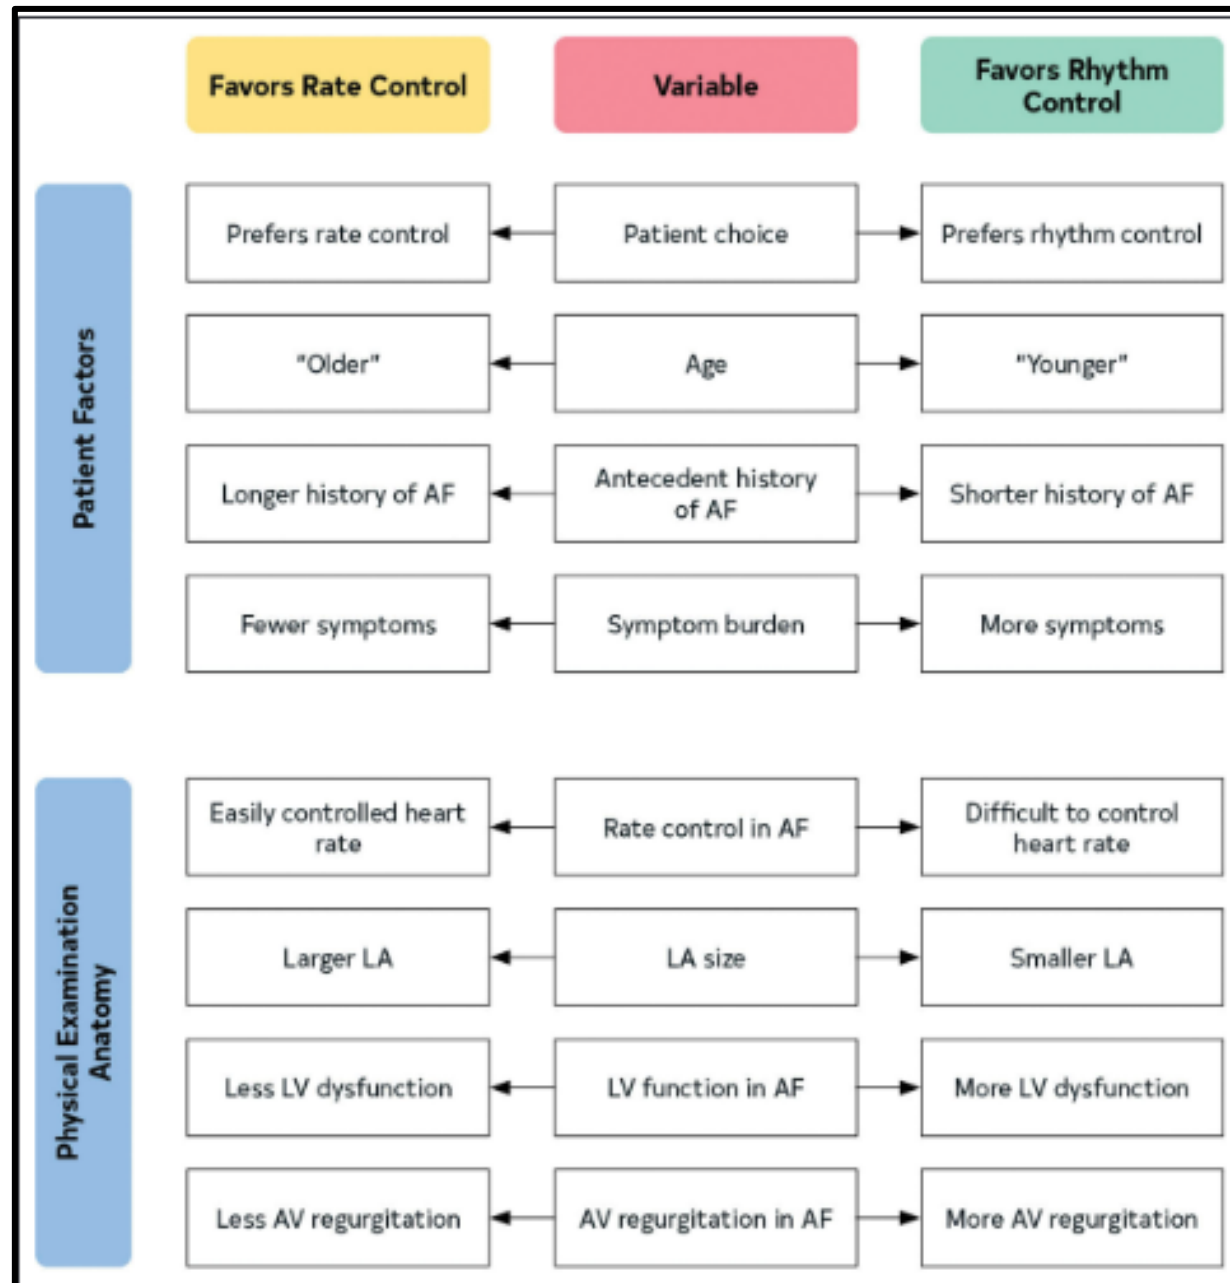 Favors Rate Control
Variable
Favors Rhythm
Control
Patient Factors
Prefers rate control
Patient choice
Prefers rhythm control
"Older"
Age
"Younger"
Longer history of AF
Antecedent history
of AF
Shorter history of AF
Fewer symptoms
Symptom burden
More symptoms
Physical Examination
Anatomy
Easily controlled heart
rate
Rate control in AF
Difficult to control
heart rate
Larger LA
LA size
Smaller LA
Less LV dysfunction
LV function in AF
More LV dysfunction
Less AV regurgitation
AV regurgitation in AF
More AV regurgitation